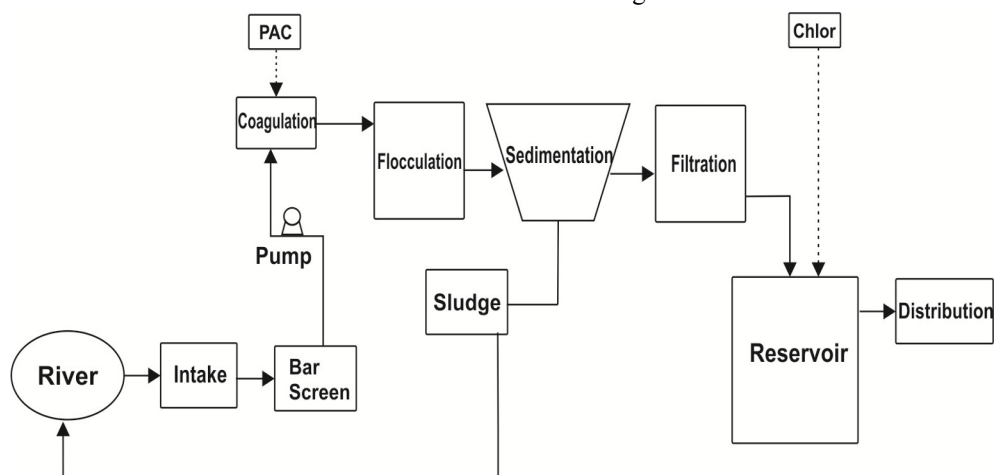 PAC
Chlor
Coagulation
Flocculation
Sedimentation
Filtration
Pump
Sludge
Distribution
River
Intake
Bar
Screen
Reservoir